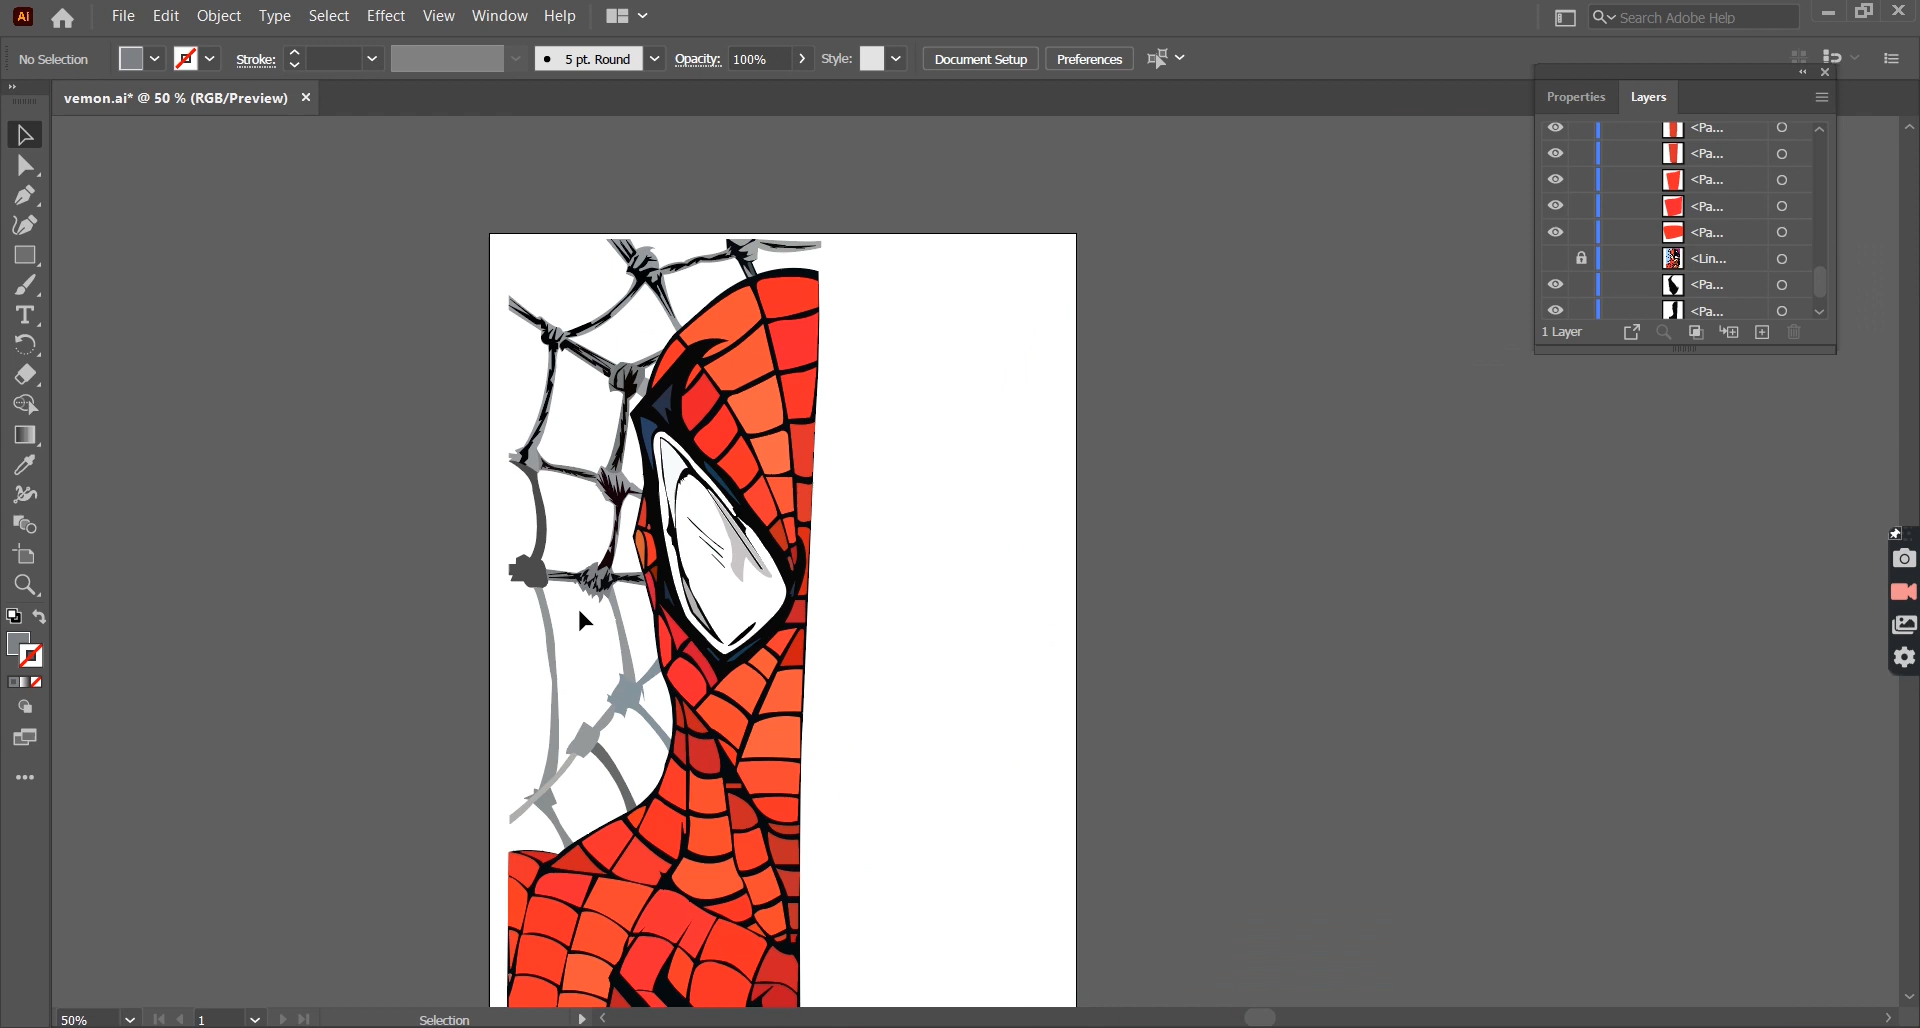 Ai File Edit Object Type Select Effect View Window Help Search Adobe Help
No Selection Stroke: 5 pt. Round Opacity: 100% Style: Document Setup Preferences
vemon.ai* @ 50 % (RGB/Preview)
Properties Layers
<Pa...
<Pa...
<Pa...
<Pa...
<Pa...
<Lin...
<Pa...
<Pa...
1 Layer
50% 1 Selection